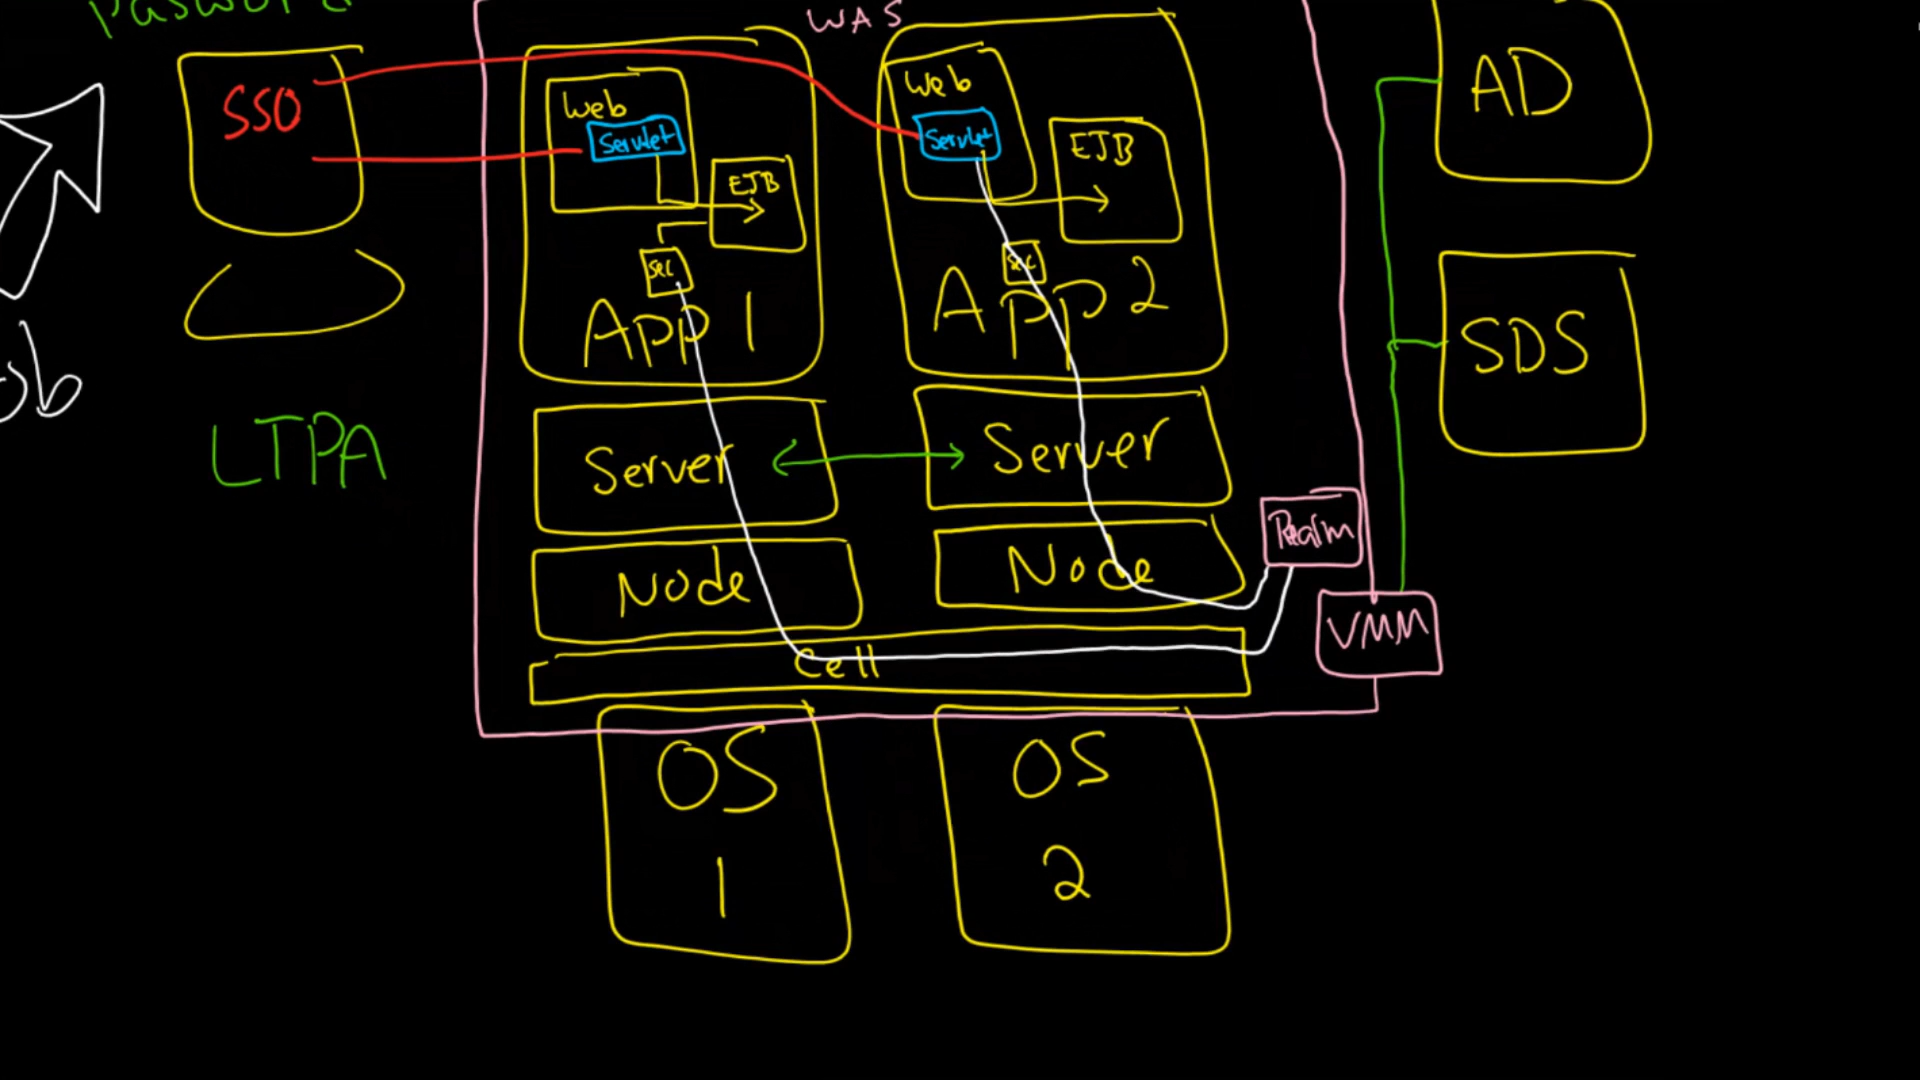 Password
WAS
SSO
Web
Servlet
EJB
sec
APP 1
Web
Servlet
EJB
sec
APP 2
AD
SDS
LTPA
Server
Server
Realm
Node
Node
VMM
Cell
OS
1
OS
2